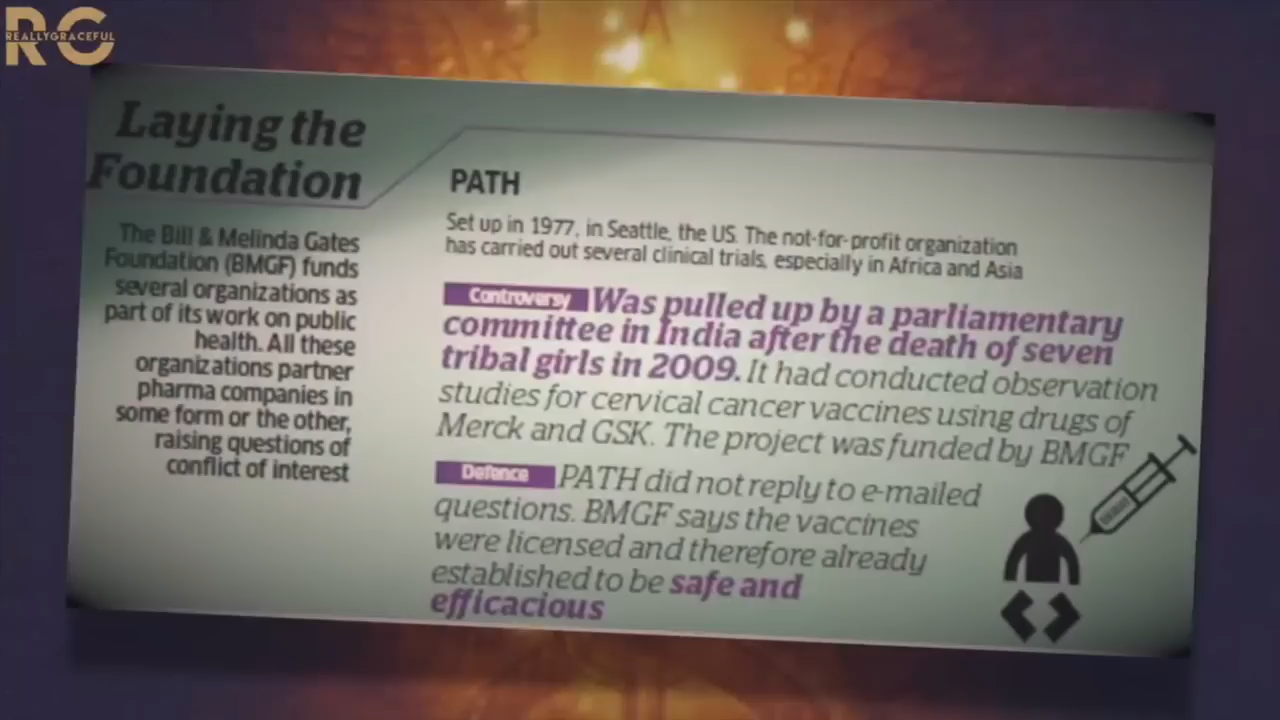 RG
REALLYGRACEFUL
Laying the
Foundation
The Bill & Melinda Gates
Foundation (BMGF) funds
several organizations as
part of its work on public
health. All these
organizations partner
pharma companies in
some form or the other,
raising questions of
conflict of interest
PATH
Set up in 1977, in Seattle, the US. The not-for-profit organization
has carried out several clinical trials, especially in Africa and Asia
Controversy Was pulled up by a parliamentary
committee in India after the death of seven
tribal girls in 2009. It had conducted observation
studies for cervical cancer vaccines using drugs of
Merck and GSK. The project was funded by BMGF
Defence PATH did not reply to e-mailed
questions. BMGF says the vaccines
were licensed and therefore already
established to be safe and
efficacious